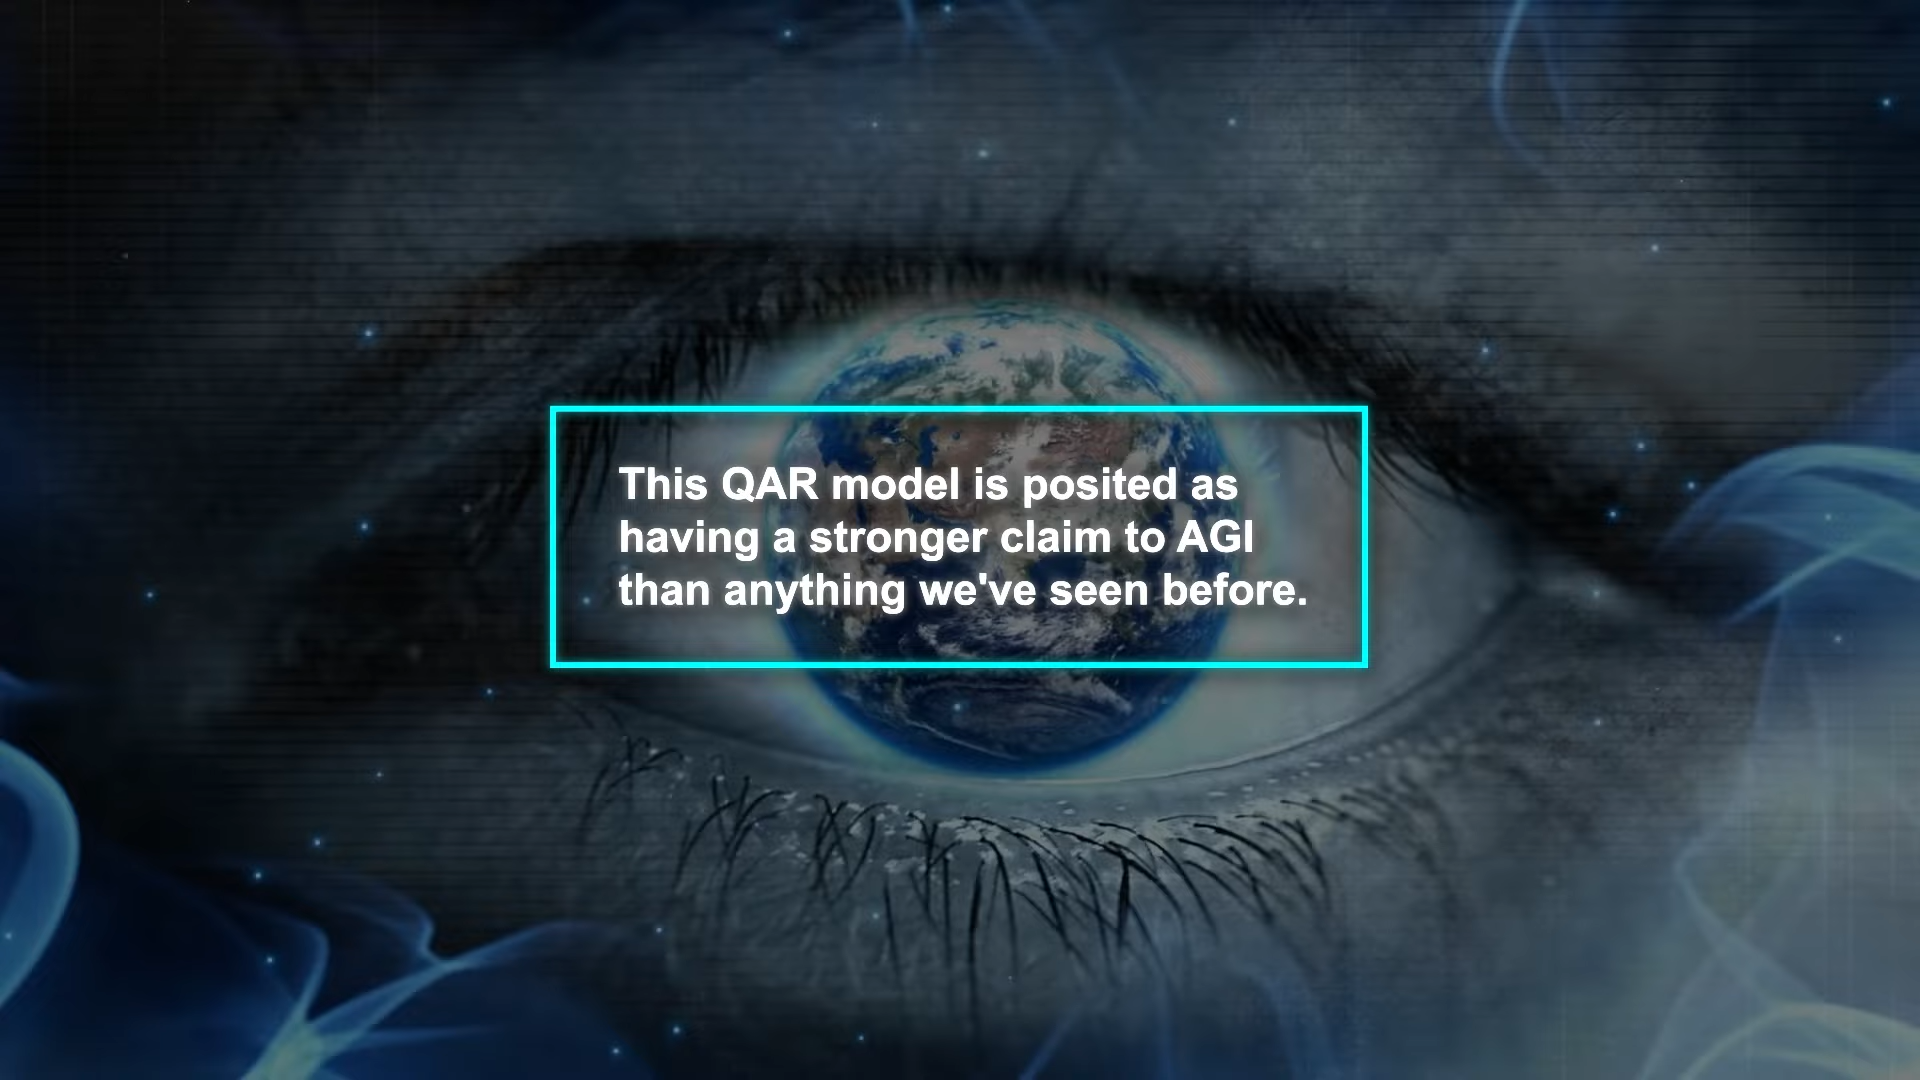 This QAR model is posited as
having a stronger claim to AGI
than anything we've seen before.